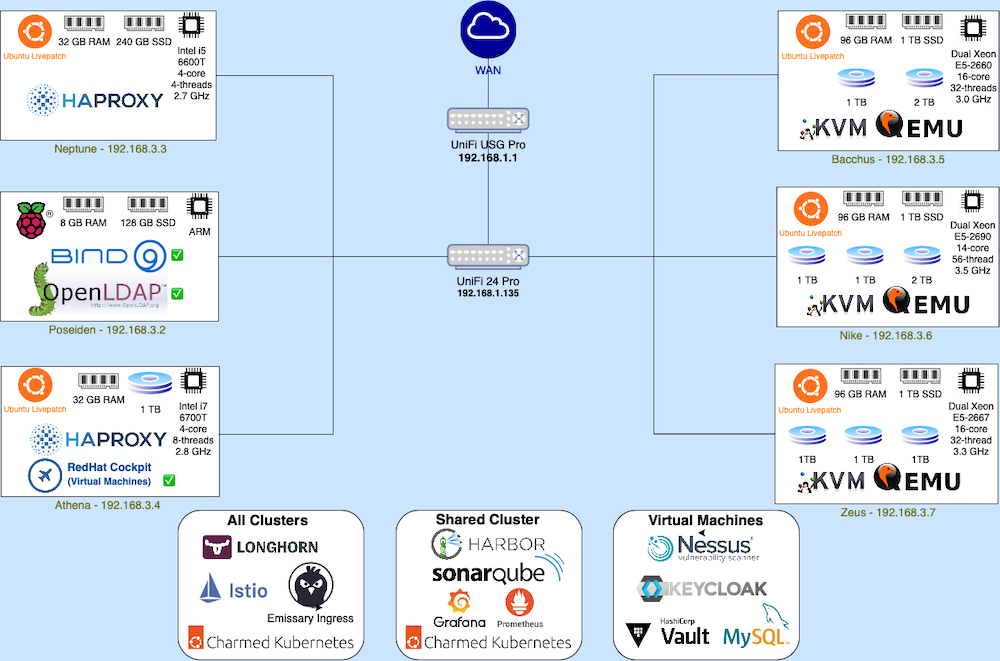 32 GB RAM
240 GB SSD
Ubuntu Livepatch
Intel i5
6600T
4-core
4-threads
2.7 GHz
HAPROXY
Neptune - 192.168.3.3
8 GB RAM
128 GB SSD
ARM
BIND 9
OpenLDAP™
http://www.OpenLDAP.org
Poseiden - 192.168.3.2
Ubuntu Livepatch
32 GB RAM
1 TB
Intel i7
6700T
4-core
8-threads
2.8 GHz
HAPROXY
RedHat Cockpit
(Virtual Machines)
Athena - 192.168.3.4
WAN
UniFi USG Pro
192.168.1.1
UniFi 24 Pro
192.168.1.135
Ubuntu Livepatch
96 GB RAM
1 TB SSD
Dual Xeon
E5-2660
16-core
32-threads
3.0 GHz
1 TB
2 TB
KVM QEMU
Bacchus - 192.168.3.5
Ubuntu Livepatch
96 GB RAM
1 TB SSD
Dual Xeon
E5-2690
14-core
56-thread
3.5 GHz
1 TB
1 TB
2 TB
KVM QEMU
Nike - 192.168.3.6
Ubuntu Livepatch
96 GB RAM
1 TB SSD
Dual Xeon
E5-2667
16-core
32-thread
3.3 GHz
1TB
1 TB
1TB
KVM QEMU
Zeus - 192.168.3.7
All Clusters
LONGHORN
Istio
Emissary Ingress
Charmed Kubernetes
Shared Cluster
HARBOR
sonarqube
Grafana
Prometheus
Charmed Kubernetes
Virtual Machines
Nessus
vulnerability scanner
KEYCLOAK
HashiCorp
Vault
MySQL